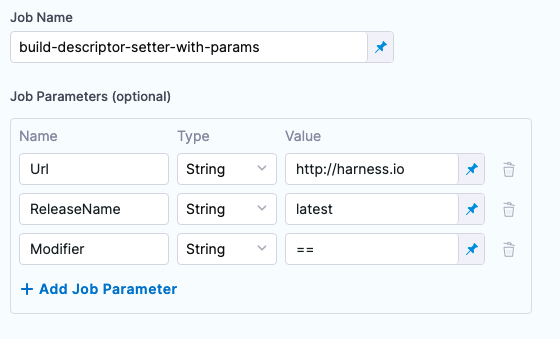 Job Name
build-descriptor-setter-with-params
Job Parameters (optional)
Name Type Value
Url String http://harness.io
ReleaseName String latest
Modifier String ==
+ Add Job Parameter